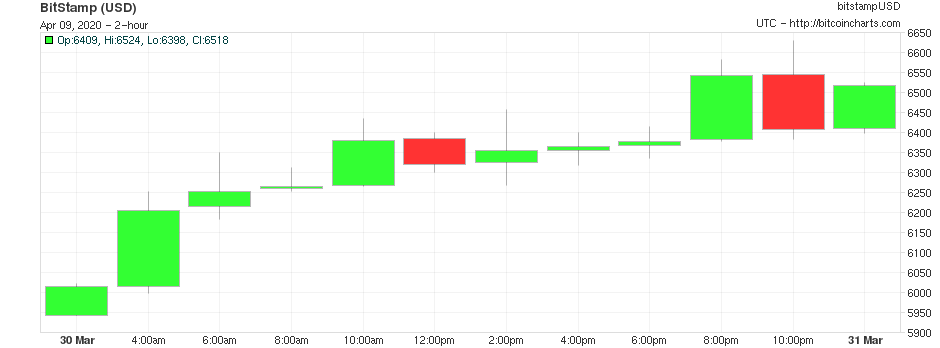 BitStamp (USD)
bitstampUSD
Apr 09, 2020 - 2-hour
UTC - http://bitcoincharts.com
Op:6409, Hi:6524, Lo:6398, Cl:6518
6650
6600
6550
6500
6450
6400
6350
6300
6250
6200
6150
6100
6050
6000
5950
5900
30 Mar 4:00am 6:00am 8:00am 10:00am 12:00pm 2:00pm 4:00pm 6:00pm 8:00pm 10:00pm 31 Mar